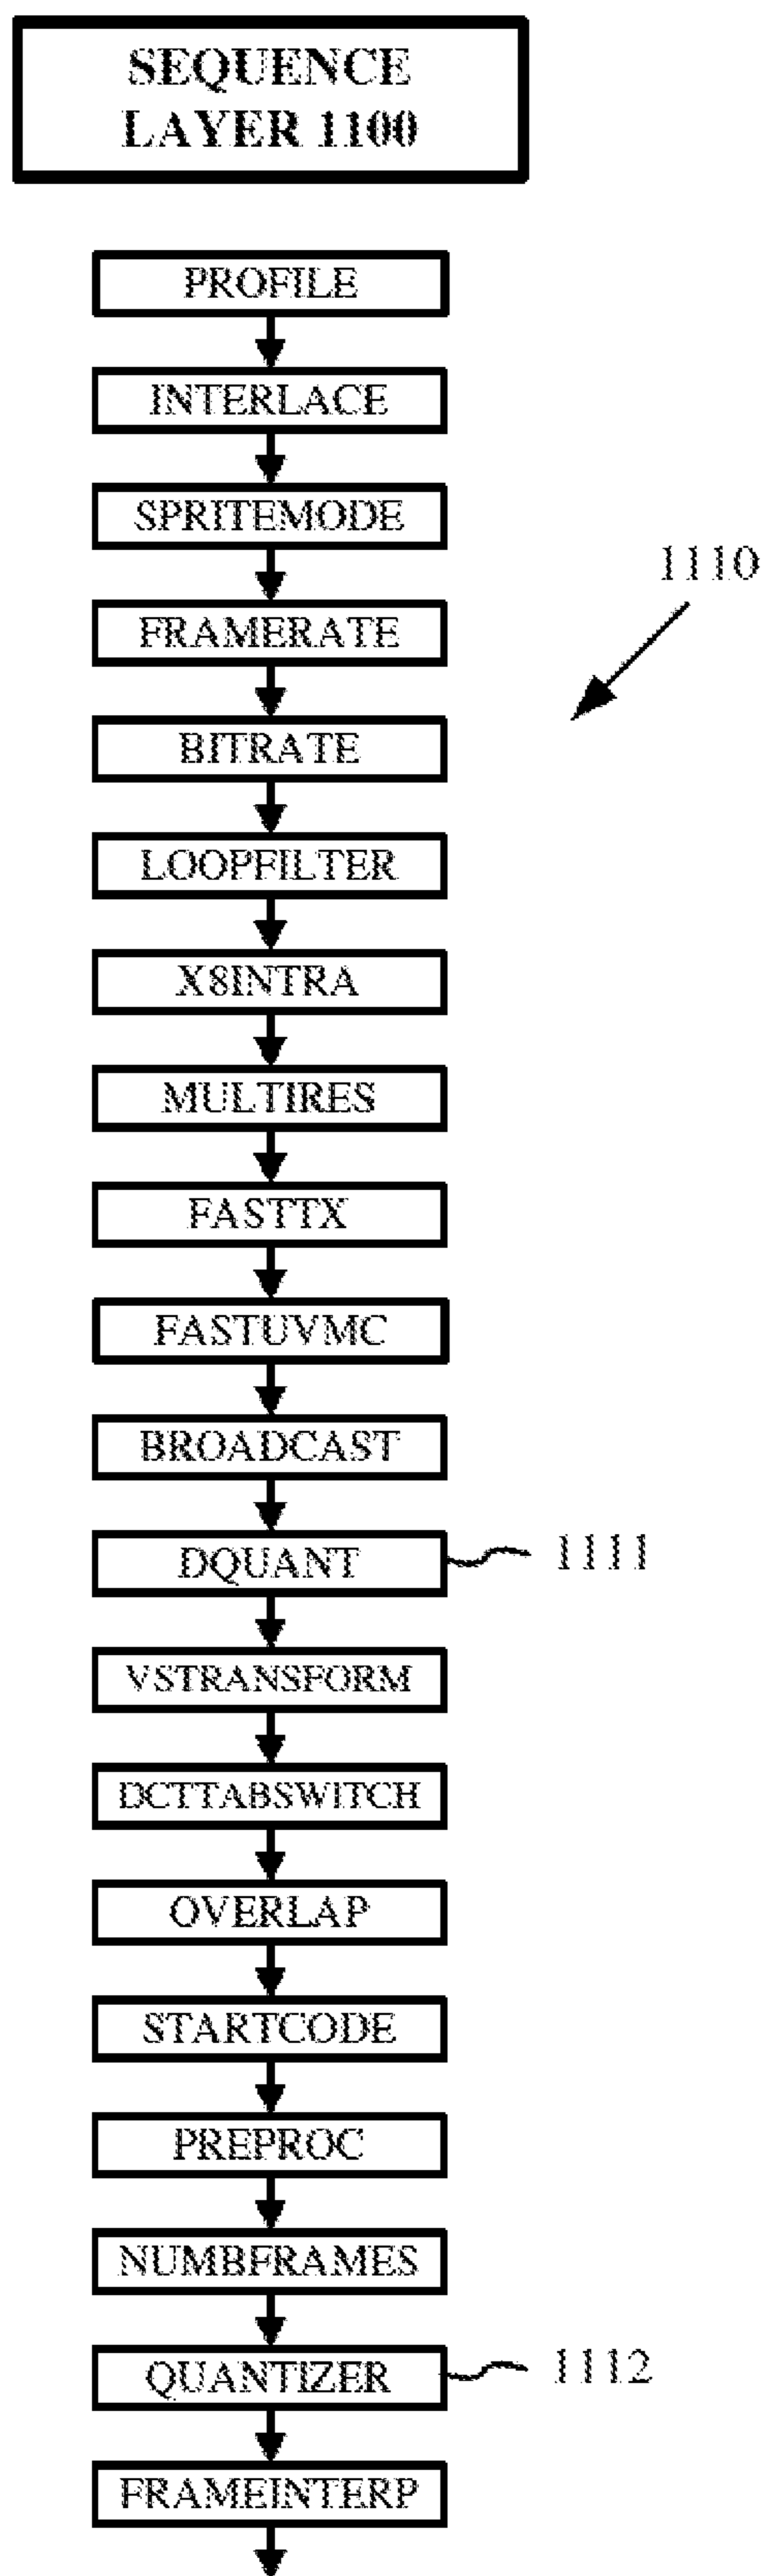 SEQUENCE
LAYER 1100
PROFILE
INTERLACE
SPRITEMODE
1110
FRAMERATE
BITRATE
LOOPFILTER
X8INTRA
MULTIRES
FASTTX
FASTUVMC
BROADCAST
DQUANT 1111
VSTRANSFORM
DCTTABSWITCH
OVERLAP
STARTCODE
PREPROC
NUMBFRAMES
QUANTIZER 1112
FRAMEINTERP